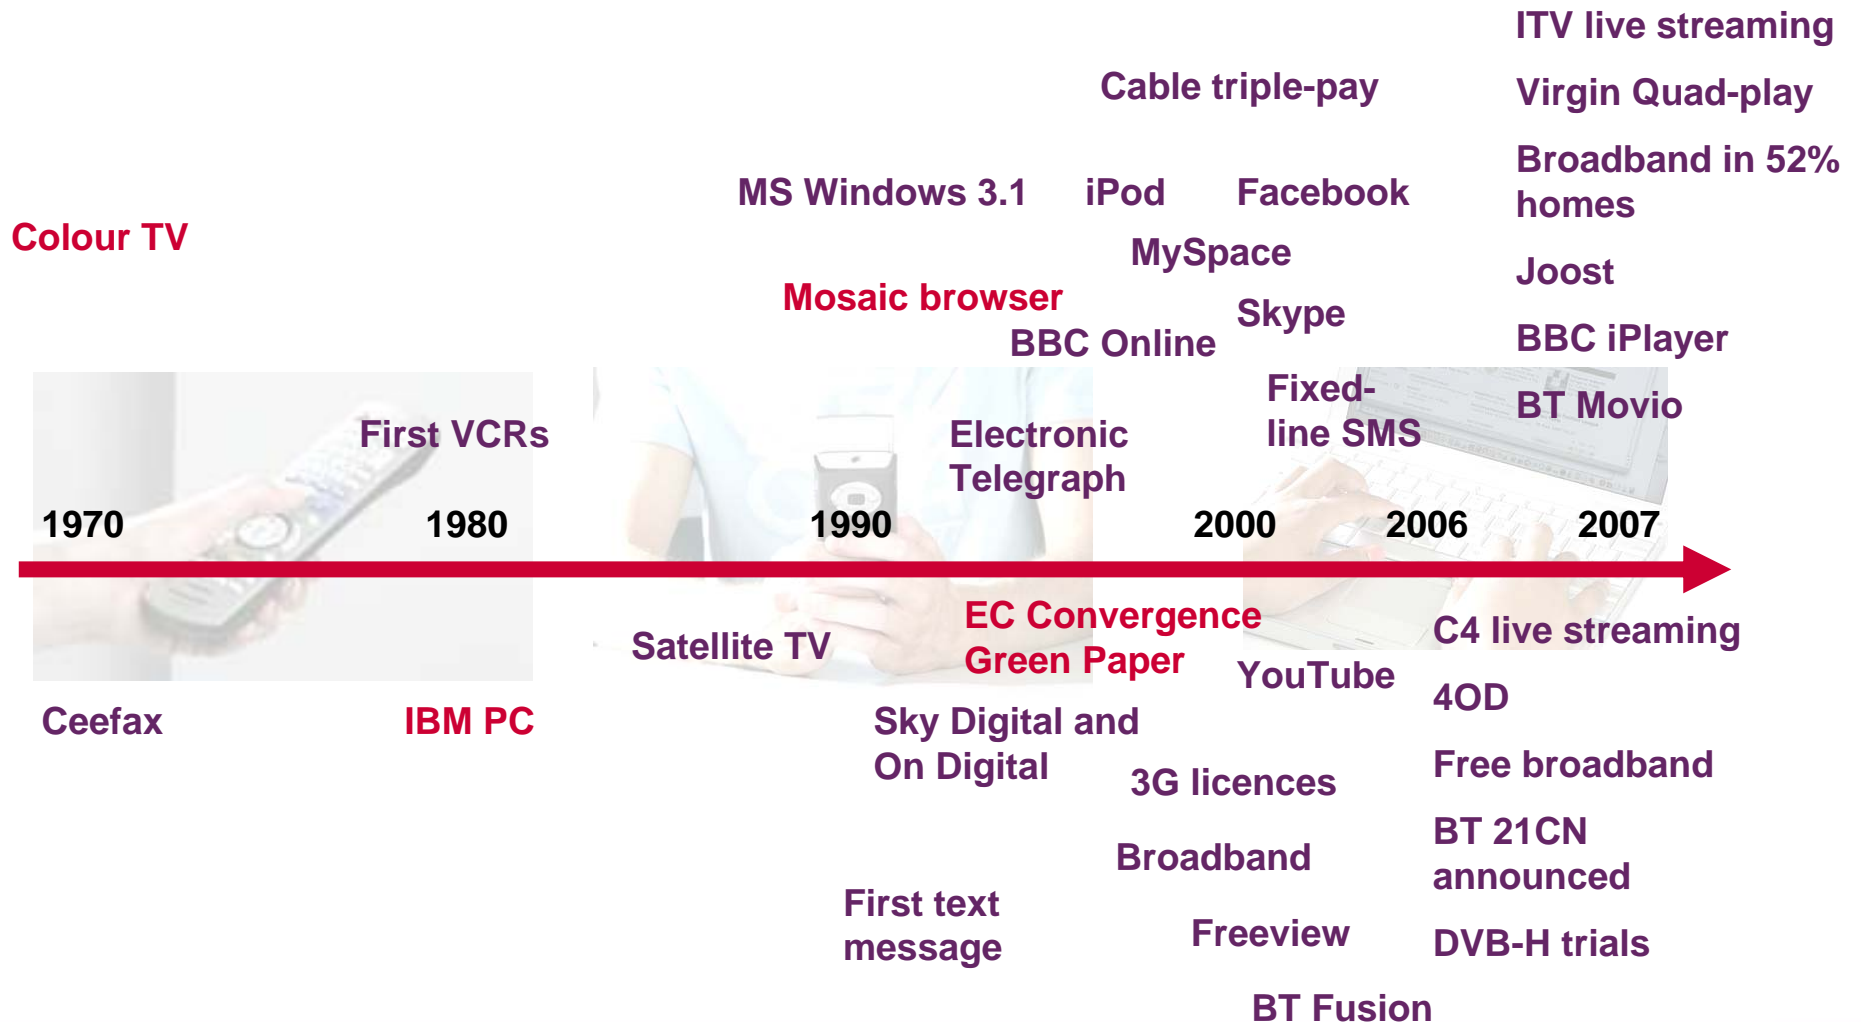 ITV live streaming
Cable triple-pay
Virgin Quad-play
Broadband in 52%
homes
MS Windows 3.1
iPod
Facebook
Colour TV
MySpace
Joost
Mosaic browser
Skype
BBC Online
BBC iPlayer
Fixed-
line SMS
BT Movio
First VCRs
Electronic
Telegraph
1970
1980
1990
2000
2006
2007
Satellite TV
EC Convergence
Green Paper
YouTube
C4 live streaming
4OD
Ceefax
IBM PC
Sky Digital and
On Digital
3G licences
Free broadband
Broadband
BT 21CN
announced
First text
message
Freeview
DVB-H trials
BT Fusion